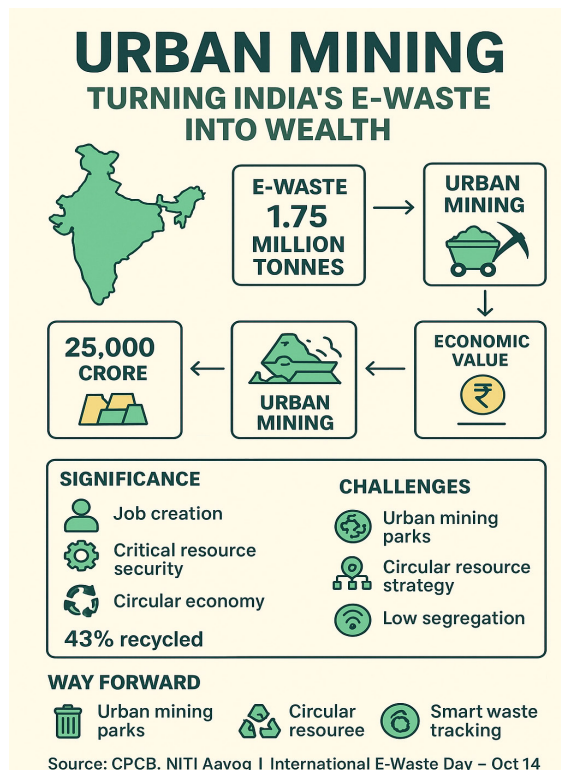 URBAN MINING
TURNING INDIA'S E-WASTE
INTO WEALTH
E-WASTE
1.75
MILLION
TONNES
URBAN
MINING
25,000
CRORE
URBAN
MINING
ECONOMIC
VALUE
₹
SIGNIFICANCE
Job creation
Critical resource
security
Circular economy
43% recycled
CHALLENGES
Urban mining
parks
Circular resource
strategy
Low segregation
WAY FORWARD
Urban mining
parks
Circular
resouree
Smart waste
tracking
Source: CPCB, NITI Aayog | International E-Waste Day – Oct 14